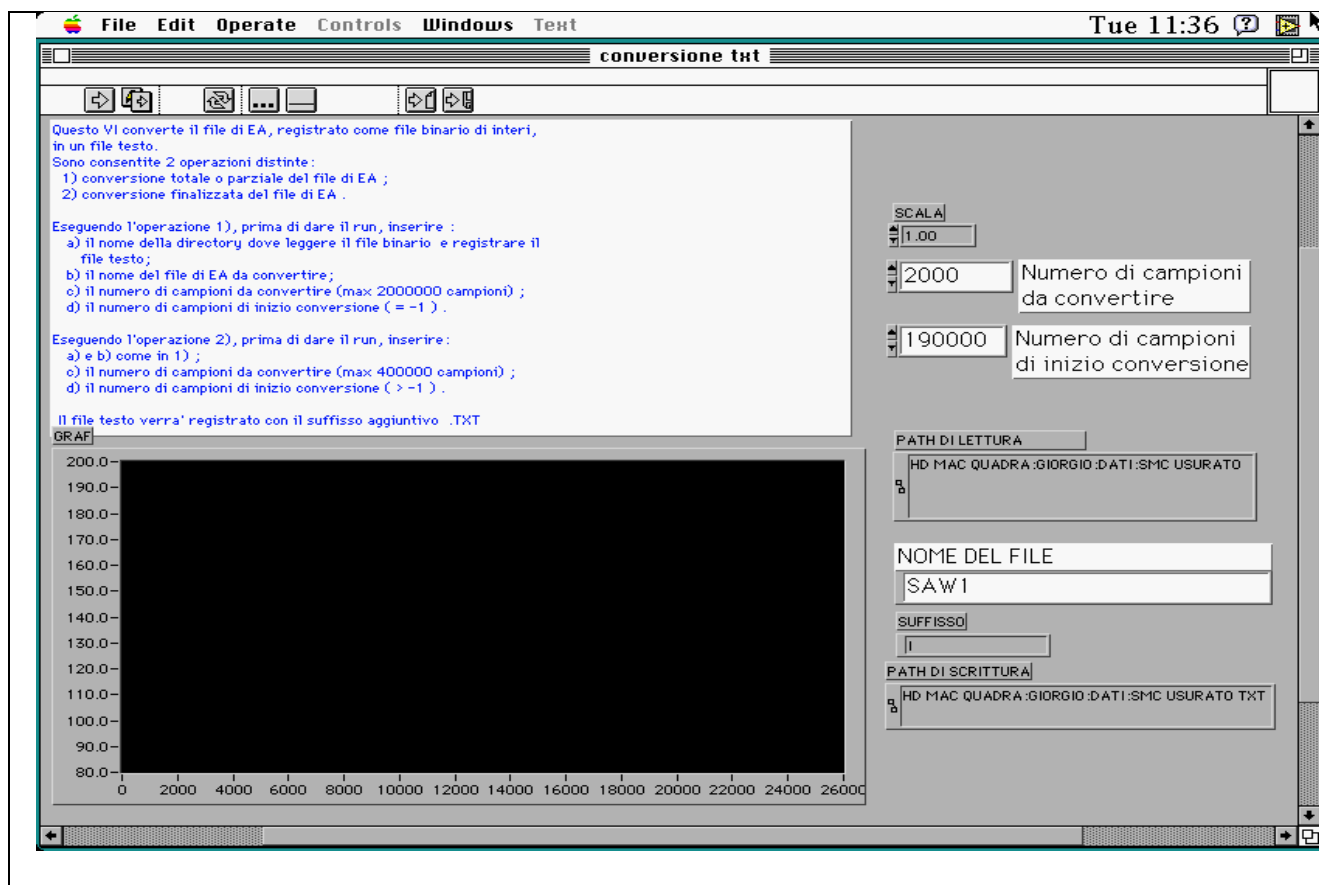 File Edit Operate Controls Windows Text Tue 11:36
conversione txt
Questo VI converte il file di EA, registrato come file binario di interi,
in un file testo.
Sono consentite 2 operazioni distinte:
1) conversione totale o parziale del file di EA ;
2) conversione finalizzata del file di EA .
Eseguendo l'operazione 1), prima di dare il run, inserire :
a) il nome della directory dove leggere il file binario e registrare il
file testo;
b) il nome del file di EA da convertire;
c) il numero di campioni da convertire (max 2000000 campioni) ;
d) il numero di campioni di inizio conversione ( = -1 ) .
Eseguendo l'operazione 2), prima di dare il run, inserire:
a) e b) come in 1) ;
c) il numero di campioni da convertire (max 400000 campioni) ;
d) il numero di campioni di inizio conversione ( > -1 ) .
Il file testo verra' registrato con il suffisso aggiuntivo .TXT
SCALA
1.00
2000
Numero di campioni
da convertire
190000
Numero di campioni
di inizio conversione
GRAF
200.0
190.0
180.0
170.0
160.0
150.0
140.0
130.0
120.0
110.0
100.0
90.0
80.0
0 2000 4000 6000 8000 10000 12000 14000 16000 18000 20000 22000 24000 26000
PATH DI LETTURA
HD MAC QUADRA:GIORGIO:DATI:SMC USURATO
NOME DEL FILE
SAW1
SUFFISSO
I
PATH DI SCRITTURA
HD MAC QUADRA:GIORGIO:DATI:SMC USURATO TXT